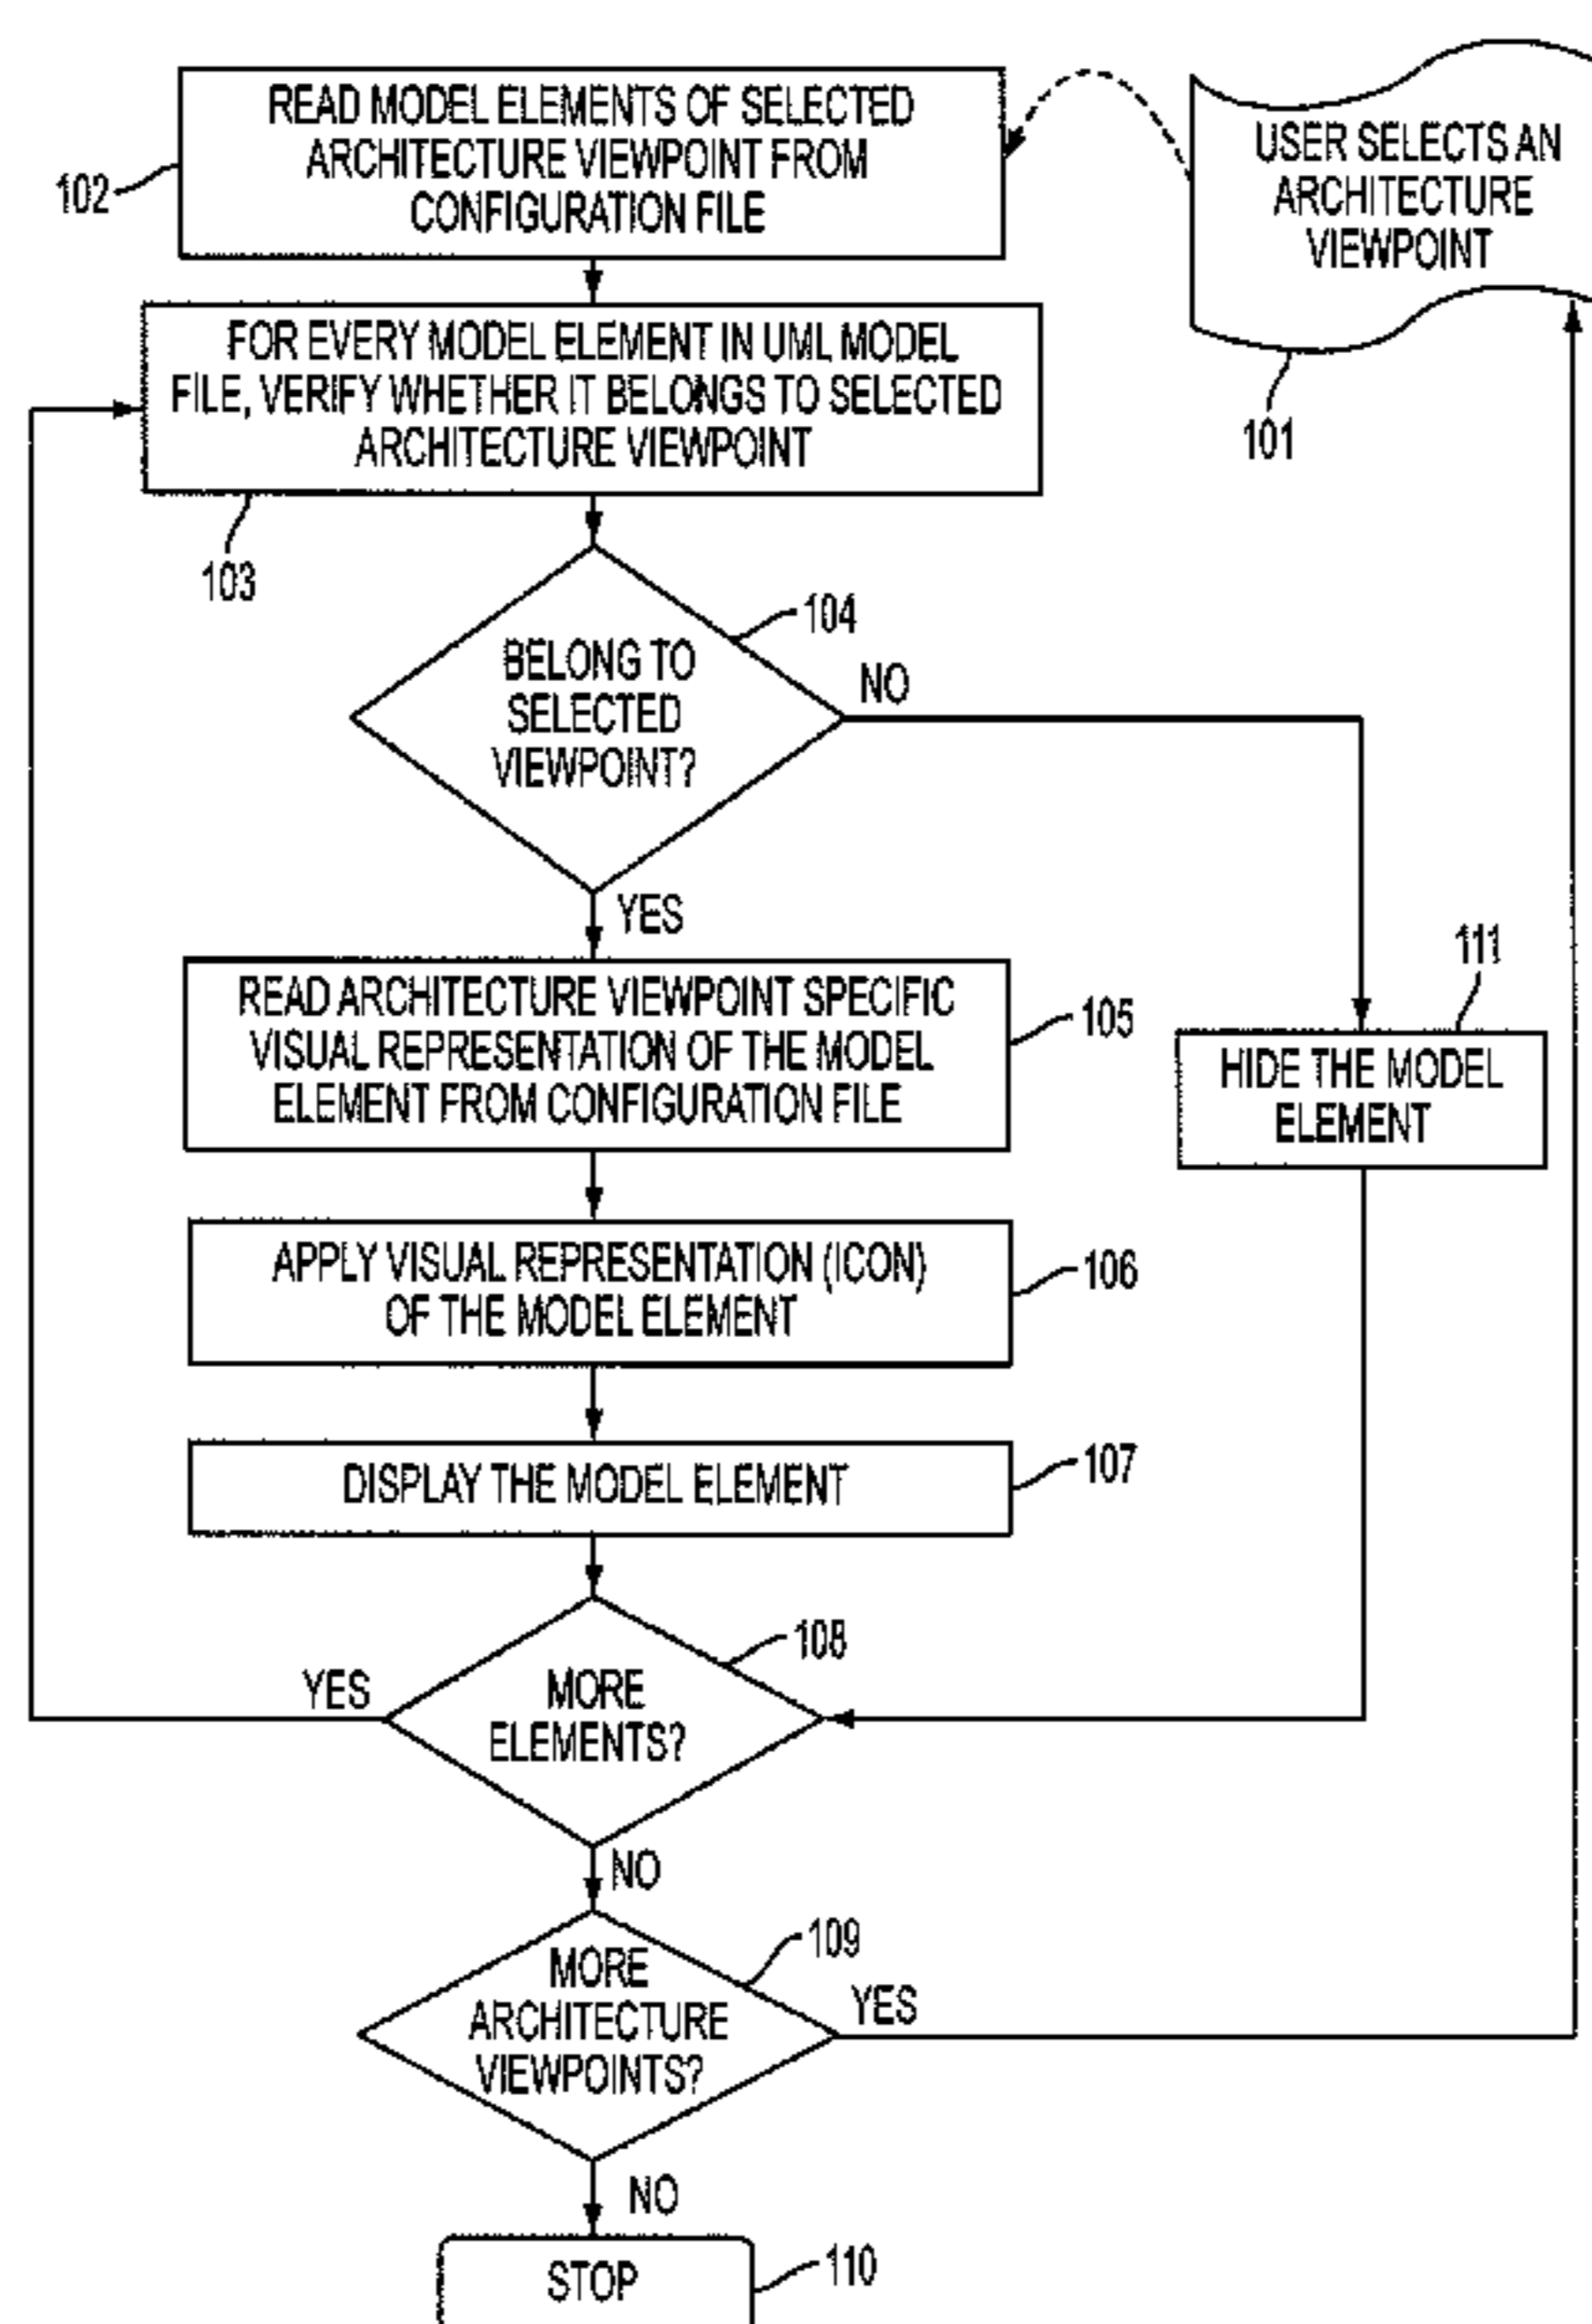 READ MODEL ELEMENTS OF SELECTED
ARCHITECTURE VIEWPOINT FROM
CONFIGURATION FILE
102
USER SELECTS AN
ARCHITECTURE
VIEWPOINT
101
FOR EVERY MODEL ELEMENT IN UML MODEL
FILE, VERIFY WHETHER IT BELONGS TO SELECTED
ARCHITECTURE VIEWPOINT
103
BELONG TO
SELECTED
VIEWPOINT?
104
NO
YES
READ ARCHITECTURE VIEWPOINT SPECIFIC
VISUAL REPRESENTATION OF THE MODEL
ELEMENT FROM CONFIGURATION FILE
105
HIDE THE MODEL
ELEMENT
111
APPLY VISUAL REPRESENTATION (ICON)
OF THE MODEL ELEMENT
106
DISPLAY THE MODEL ELEMENT
107
MORE
ELEMENTS?
108
YES
NO
MORE
ARCHITECTURE
VIEWPOINTS?
109
YES
NO
STOP
110